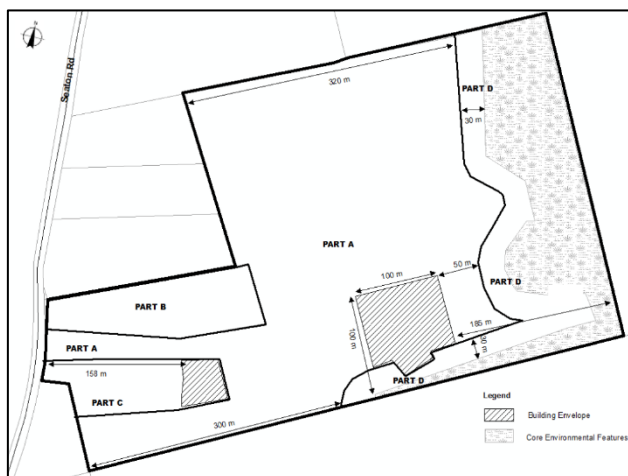 N
Seaton Rd
320 m
PART D
30 m
PART A
100 m
50 m
PART D
100 m
185 m
PART B
PART A
158 m
PART D
PART C
300 m
Legend
Building Envelope
Core Environmental Features